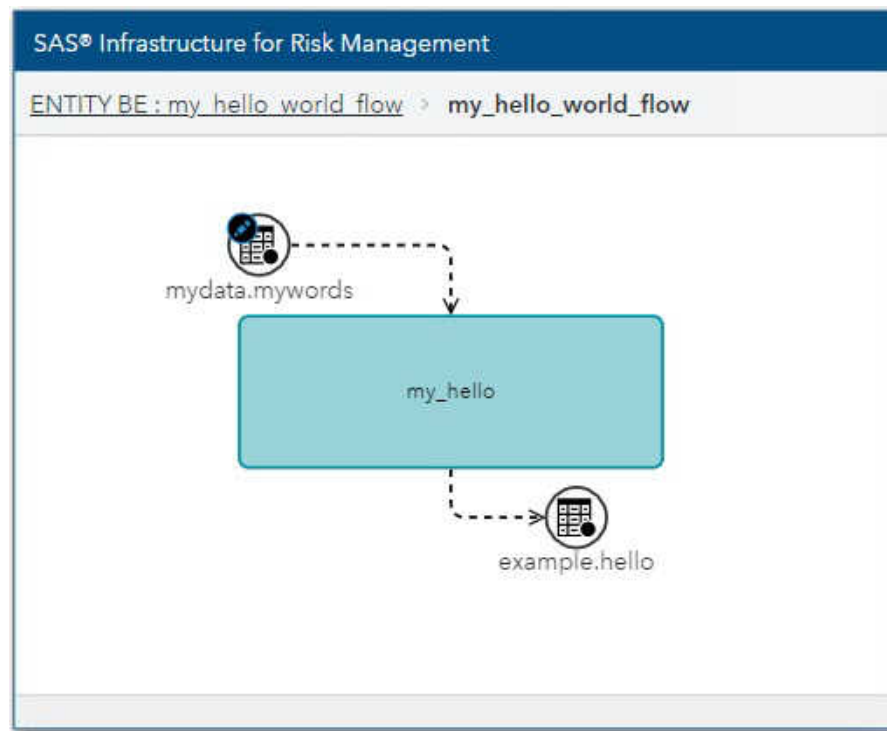 SAS® Infrastructure for Risk Management
ENTITY BE : my_hello_world_flow > my_hello_world_flow
mydata.mywords
my_hello
example.hello